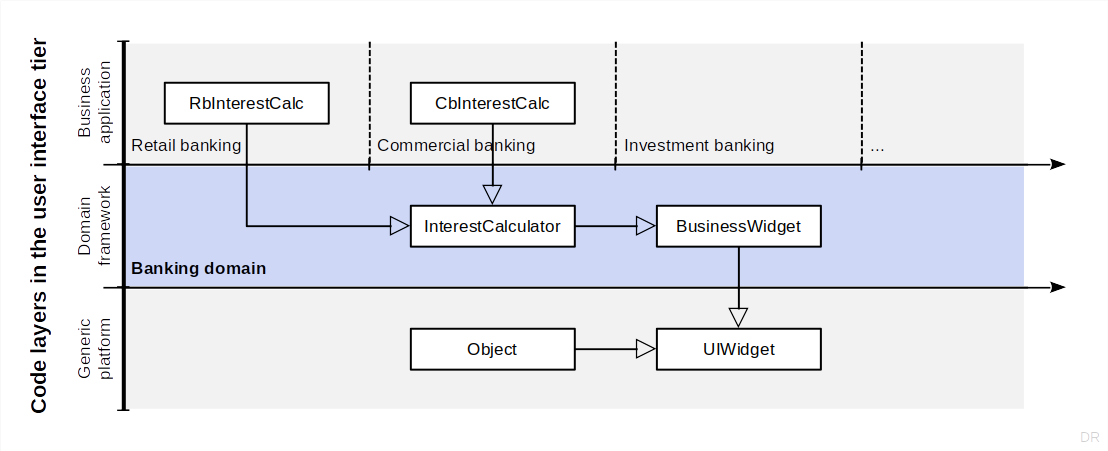 Code layers in the user interface tier
Business
application
RbInterestCalc
CbInterestCalc
Retail banking
Commercial banking
Investment banking
...
Domain
framework
InterestCalculator
BusinessWidget
Banking domain
Generic
platform
Object
UIWidget
DR